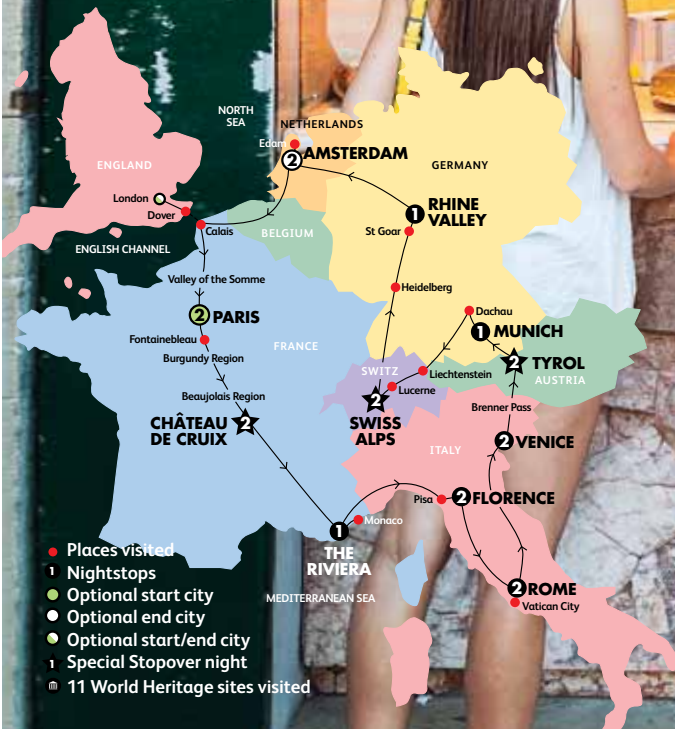 NORTH
SEA
NETHERLANDS
Edam
2 AMSTERDAM
ENGLAND
GERMANY
London
Dover
1 RHINE
VALLEY
St Goar
Calais
BELGIUM
ENGLISH CHANNEL
Valley of the Somme
Heidelberg
2 PARIS
Dachau
Fontainebleau
FRANCE
1 MUNICH
Burgundy Region
2 TYROL
SWITZ
Liechtenstein
AUSTRIA
Lucerne
Beaujolais Region
2
SWISS
ALPS
Brenner Pass
CHÂTEAU
DE CRUIX
2
2 VENICE
ITALY
Pisa
2 FLORENCE
Monaco
1
THE
RIVIERA
MEDITERRANEAN SEA
2 ROME
Vatican City
Places visited
1 Nightstops
Optional start city
Optional end city
Optional start/end city
1 Special Stopover night
11 World Heritage sites visited